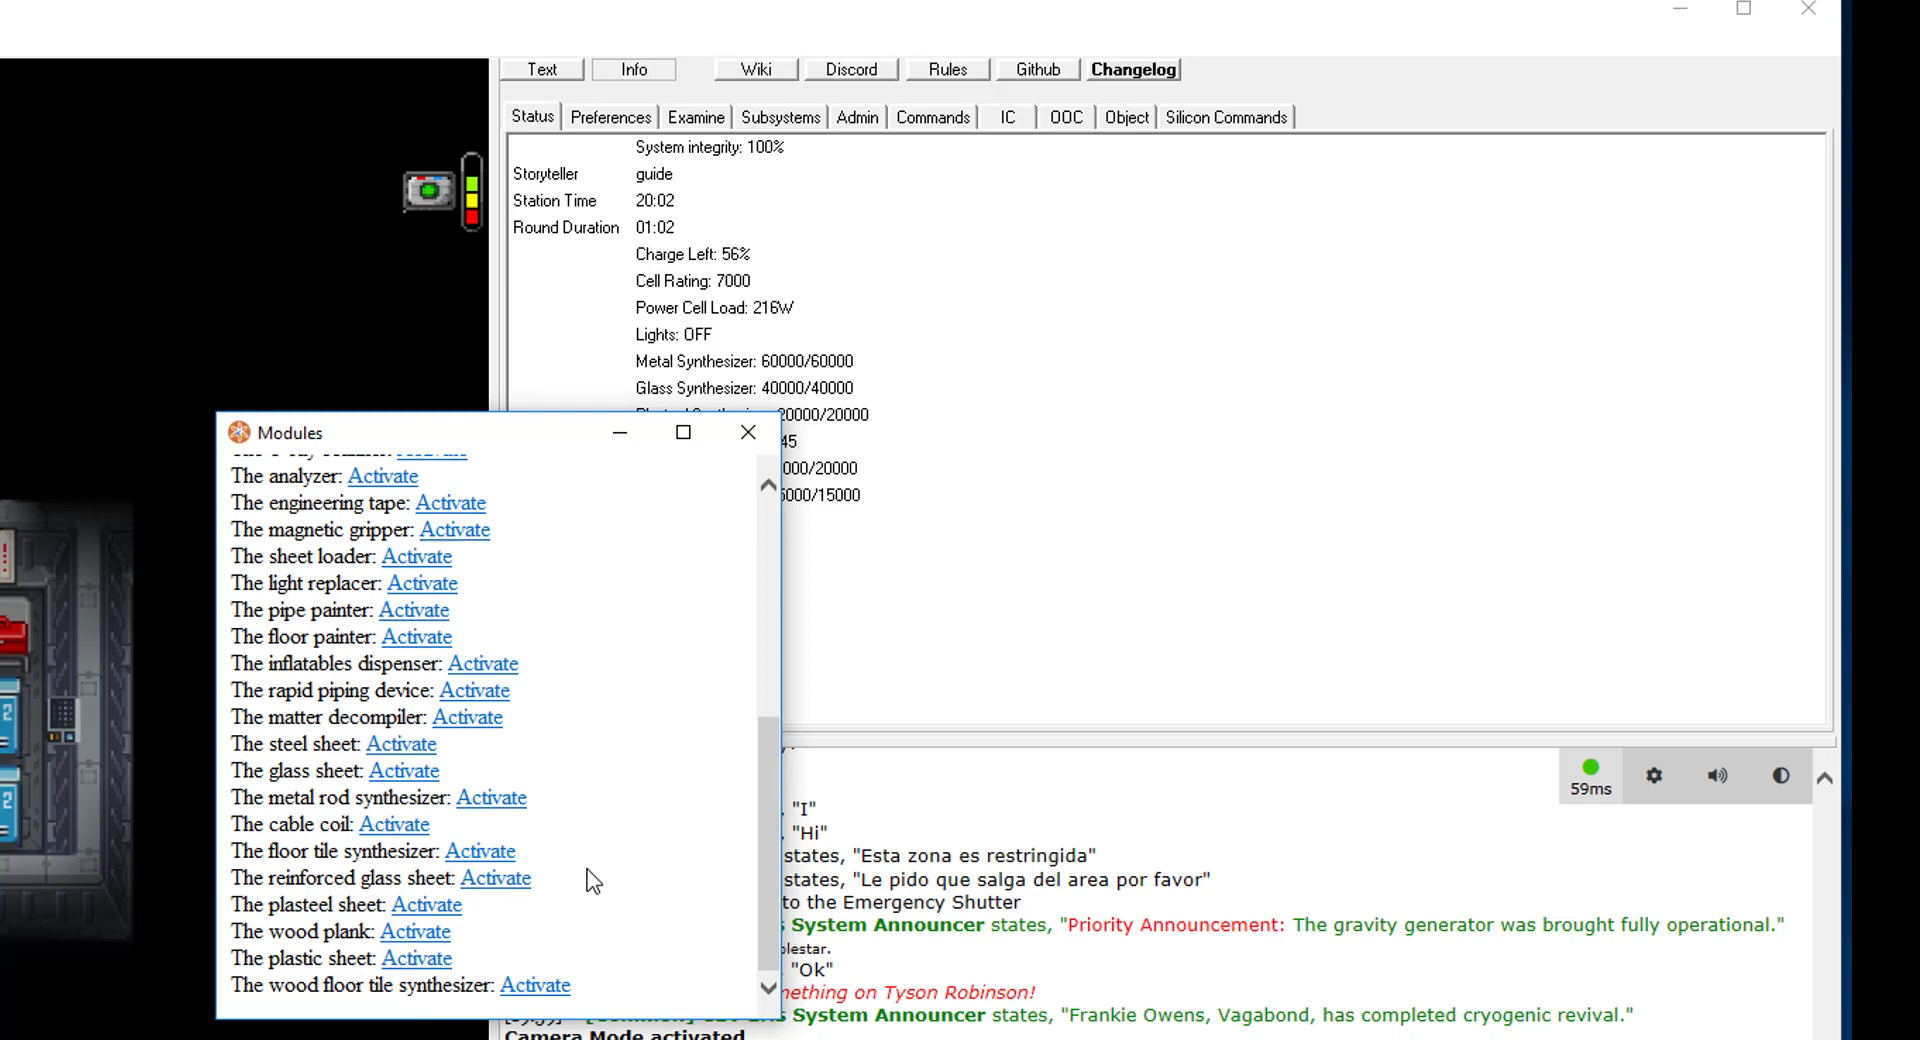 Text Info Wiki Discord Rules Github Changelog
Status Preferences Examine Subsystems Admin Commands IC OOC Object Silicon Commands
System integrity: 100%
Storyteller guide
Station Time 20:02
Round Duration 01:02
Charge Left: 56%
Cell Rating: 7000
Power Cell Load: 216W
Lights: OFF
Metal Synthesizer: 60000/60000
Glass Synthesizer: 40000/40000
20000/20000
45
000/20000
5000/15000
Modules
The analyzer: Activate
The engineering tape: Activate
The magnetic gripper: Activate
The sheet loader: Activate
The light replacer: Activate
The pipe painter: Activate
The floor painter: Activate
The inflatables dispenser: Activate
The rapid piping device: Activate
The matter decompiler: Activate
The steel sheet: Activate
The glass sheet: Activate
The metal rod synthesizer: Activate
The cable coil: Activate
The floor tile synthesizer: Activate
The reinforced glass sheet: Activate
The plasteel sheet: Activate
The wood plank: Activate
The plastic sheet: Activate
The wood floor tile synthesizer: Activate
59ms
"I"
"Hi"
states, "Esta zona es restringida"
states, "Le pido que salga del area por favor"
to the Emergency Shutter
s System Announcer states, "Priority Announcement: The gravity generator was brought fully operational."
plestar.
"Ok"
nething on Tyson Robinson!
s System Announcer states, "Frankie Owens, Vagabond, has completed cryogenic revival."
Camera Mode activated
2
2